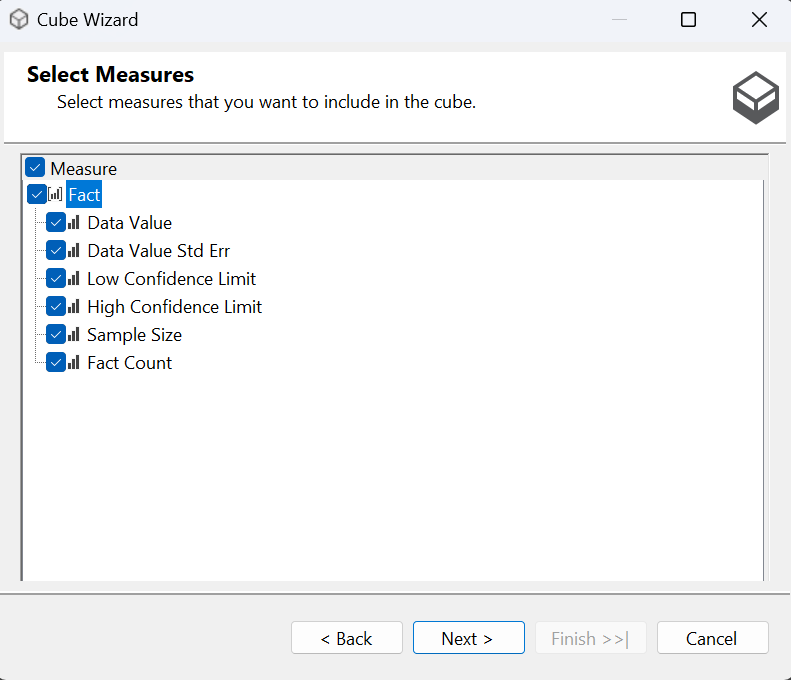 Cube Wizard
Select Measures
Select measures that you want to include in the cube.
Measure
Fact
Data Value
Data Value Std Err
Low Confidence Limit
High Confidence Limit
Sample Size
Fact Count
< Back Next > Finish >>| Cancel